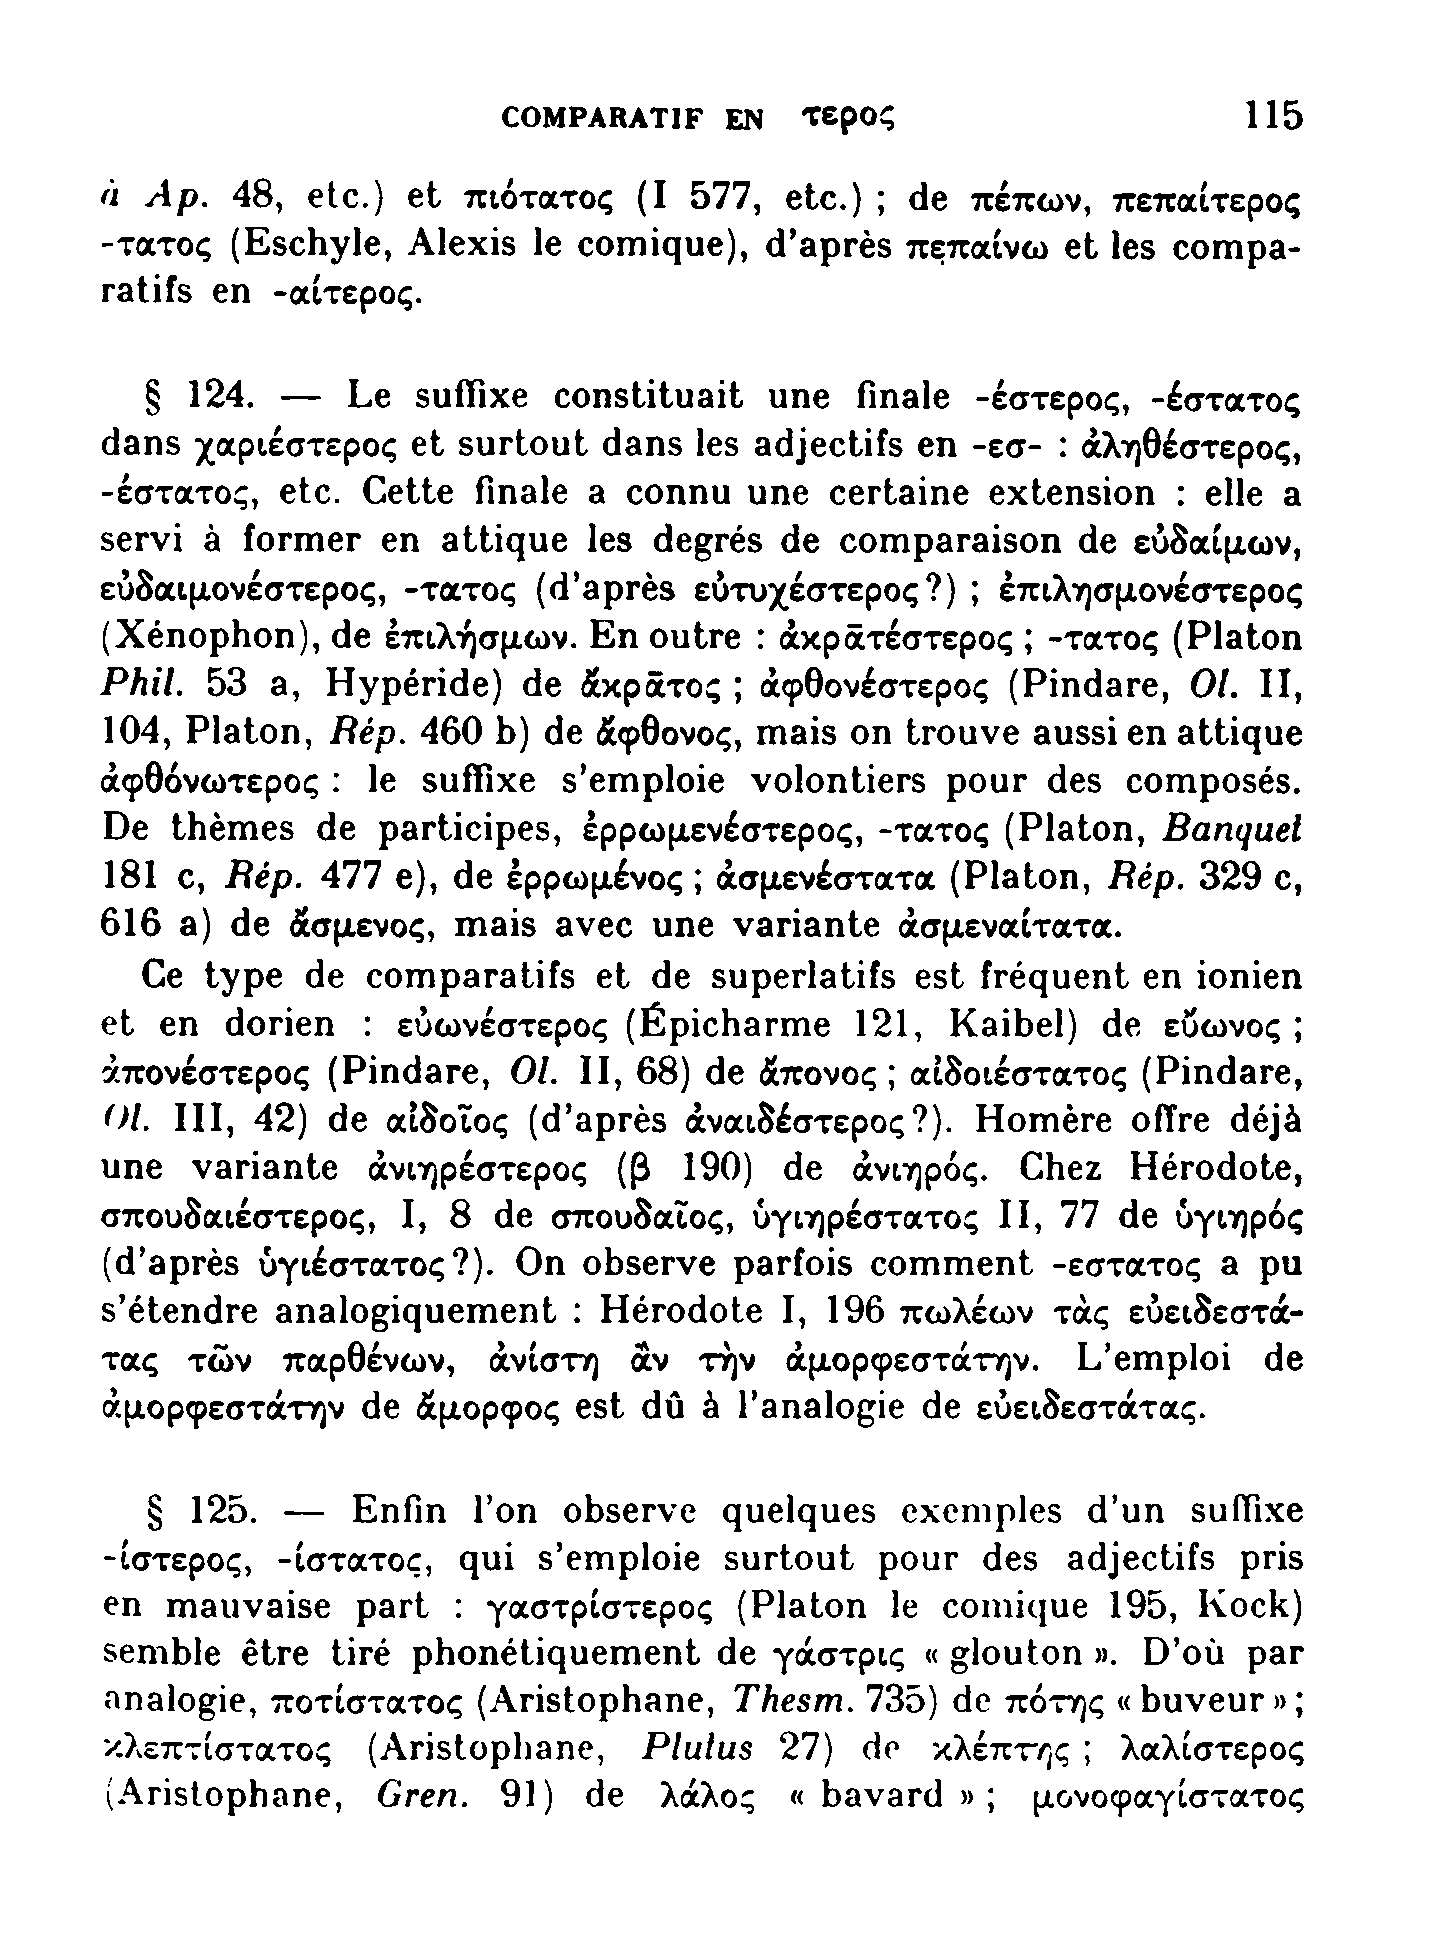 COMPARATIF EN τερος 115
à Ap. 48, etc.) et πιότατος (I 577, etc.) ; de πέπων, πεπαίτερος
-τατος (Eschyle, Alexis le comique), d'après πεπαίνω et les compa-
ratifs en -αίτερος.
§ 124. — Le suffixe constituait une finale -έστερος, -έστατος
dans χαριέστερος et surtout dans les adjectifs en -εσ- : ἀληθέστερος,
-έστατος, etc. Cette finale a connu une certaine extension : elle a
servi à former en attique les degrés de comparaison de εὐδαίμων,
εὐδαιμονέστερος, -τατος (d'après εὐτυχέστερος?) ; ἐπιλησμονέστερος
(Xénophon), de ἐπιλήσμων. En outre : ἀκρᾱτέστερος ; -τατος (Platon
Phil. 53 a, Hypéride) de ἄκρᾱτος ; ἀφθονέστερος (Pindare, Ol. II,
104, Platon, Rép. 460 b) de ἄφθονος, mais on trouve aussi en attique
ἀφθόνωτερος : le suffixe s'emploie volontiers pour des composés.
De thèmes de participes, ἐρρωμενέστερος, -τατος (Platon, Banquet
181 c, Rép. 477 e), de ἐρρωμένος ; ἀσμενέστατα (Platon, Rép. 329 c,
616 a) de ἄσμενος, mais avec une variante ἀσμεναίτατα.
Ce type de comparatifs et de superlatifs est fréquent en ionien
et en dorien : εὐωνέστερος (Épicharme 121, Kaibel) de εὔωνος ;
ἀπονέστερος (Pindare, Ol. II, 68) de ἄπονος ; αἰδοιέστατος (Pindare,
Ol. III, 42) de αἰδοῖος (d'après ἀναιδέστερος?). Homère offre déjà
une variante ἀνιηρέστερος (β 190) de ἀνιηρός. Chez Hérodote,
σπουδαιέστερος, I, 8 de σπουδαῖος, ὑγιηρέστατος II, 77 de ὑγιηρός
(d'après ὑγιέστατος?). On observe parfois comment -εστατος a pu
s'étendre analogiquement : Hérodote I, 196 πωλέων τὰς εὐειδεστά-
τας τῶν παρθένων, ἀνίστη ἂν τὴν ἀμορφεστάτην. L'emploi de
ἀμορφεστάτην de ἄμορφος est dû à l'analogie de εὐειδεστάτας.
§ 125. — Enfin l'on observe quelques exemples d'un suffixe
-ίστερος, -ίστατος, qui s'emploie surtout pour des adjectifs pris
en mauvaise part : γαστρίστερος (Platon le comique 195, Kock)
semble être tiré phonétiquement de γάστρις « glouton ». D'où par
analogie, ποτίστατος (Aristophane, Thesm. 735) de πότης « buveur » ;
κλεπτίστατος (Aristophane, Plutus 27) de κλέπτης ; λαλίστερος
(Aristophane, Gren. 91) de λάλος « bavard » ; μονοφαγίστατος